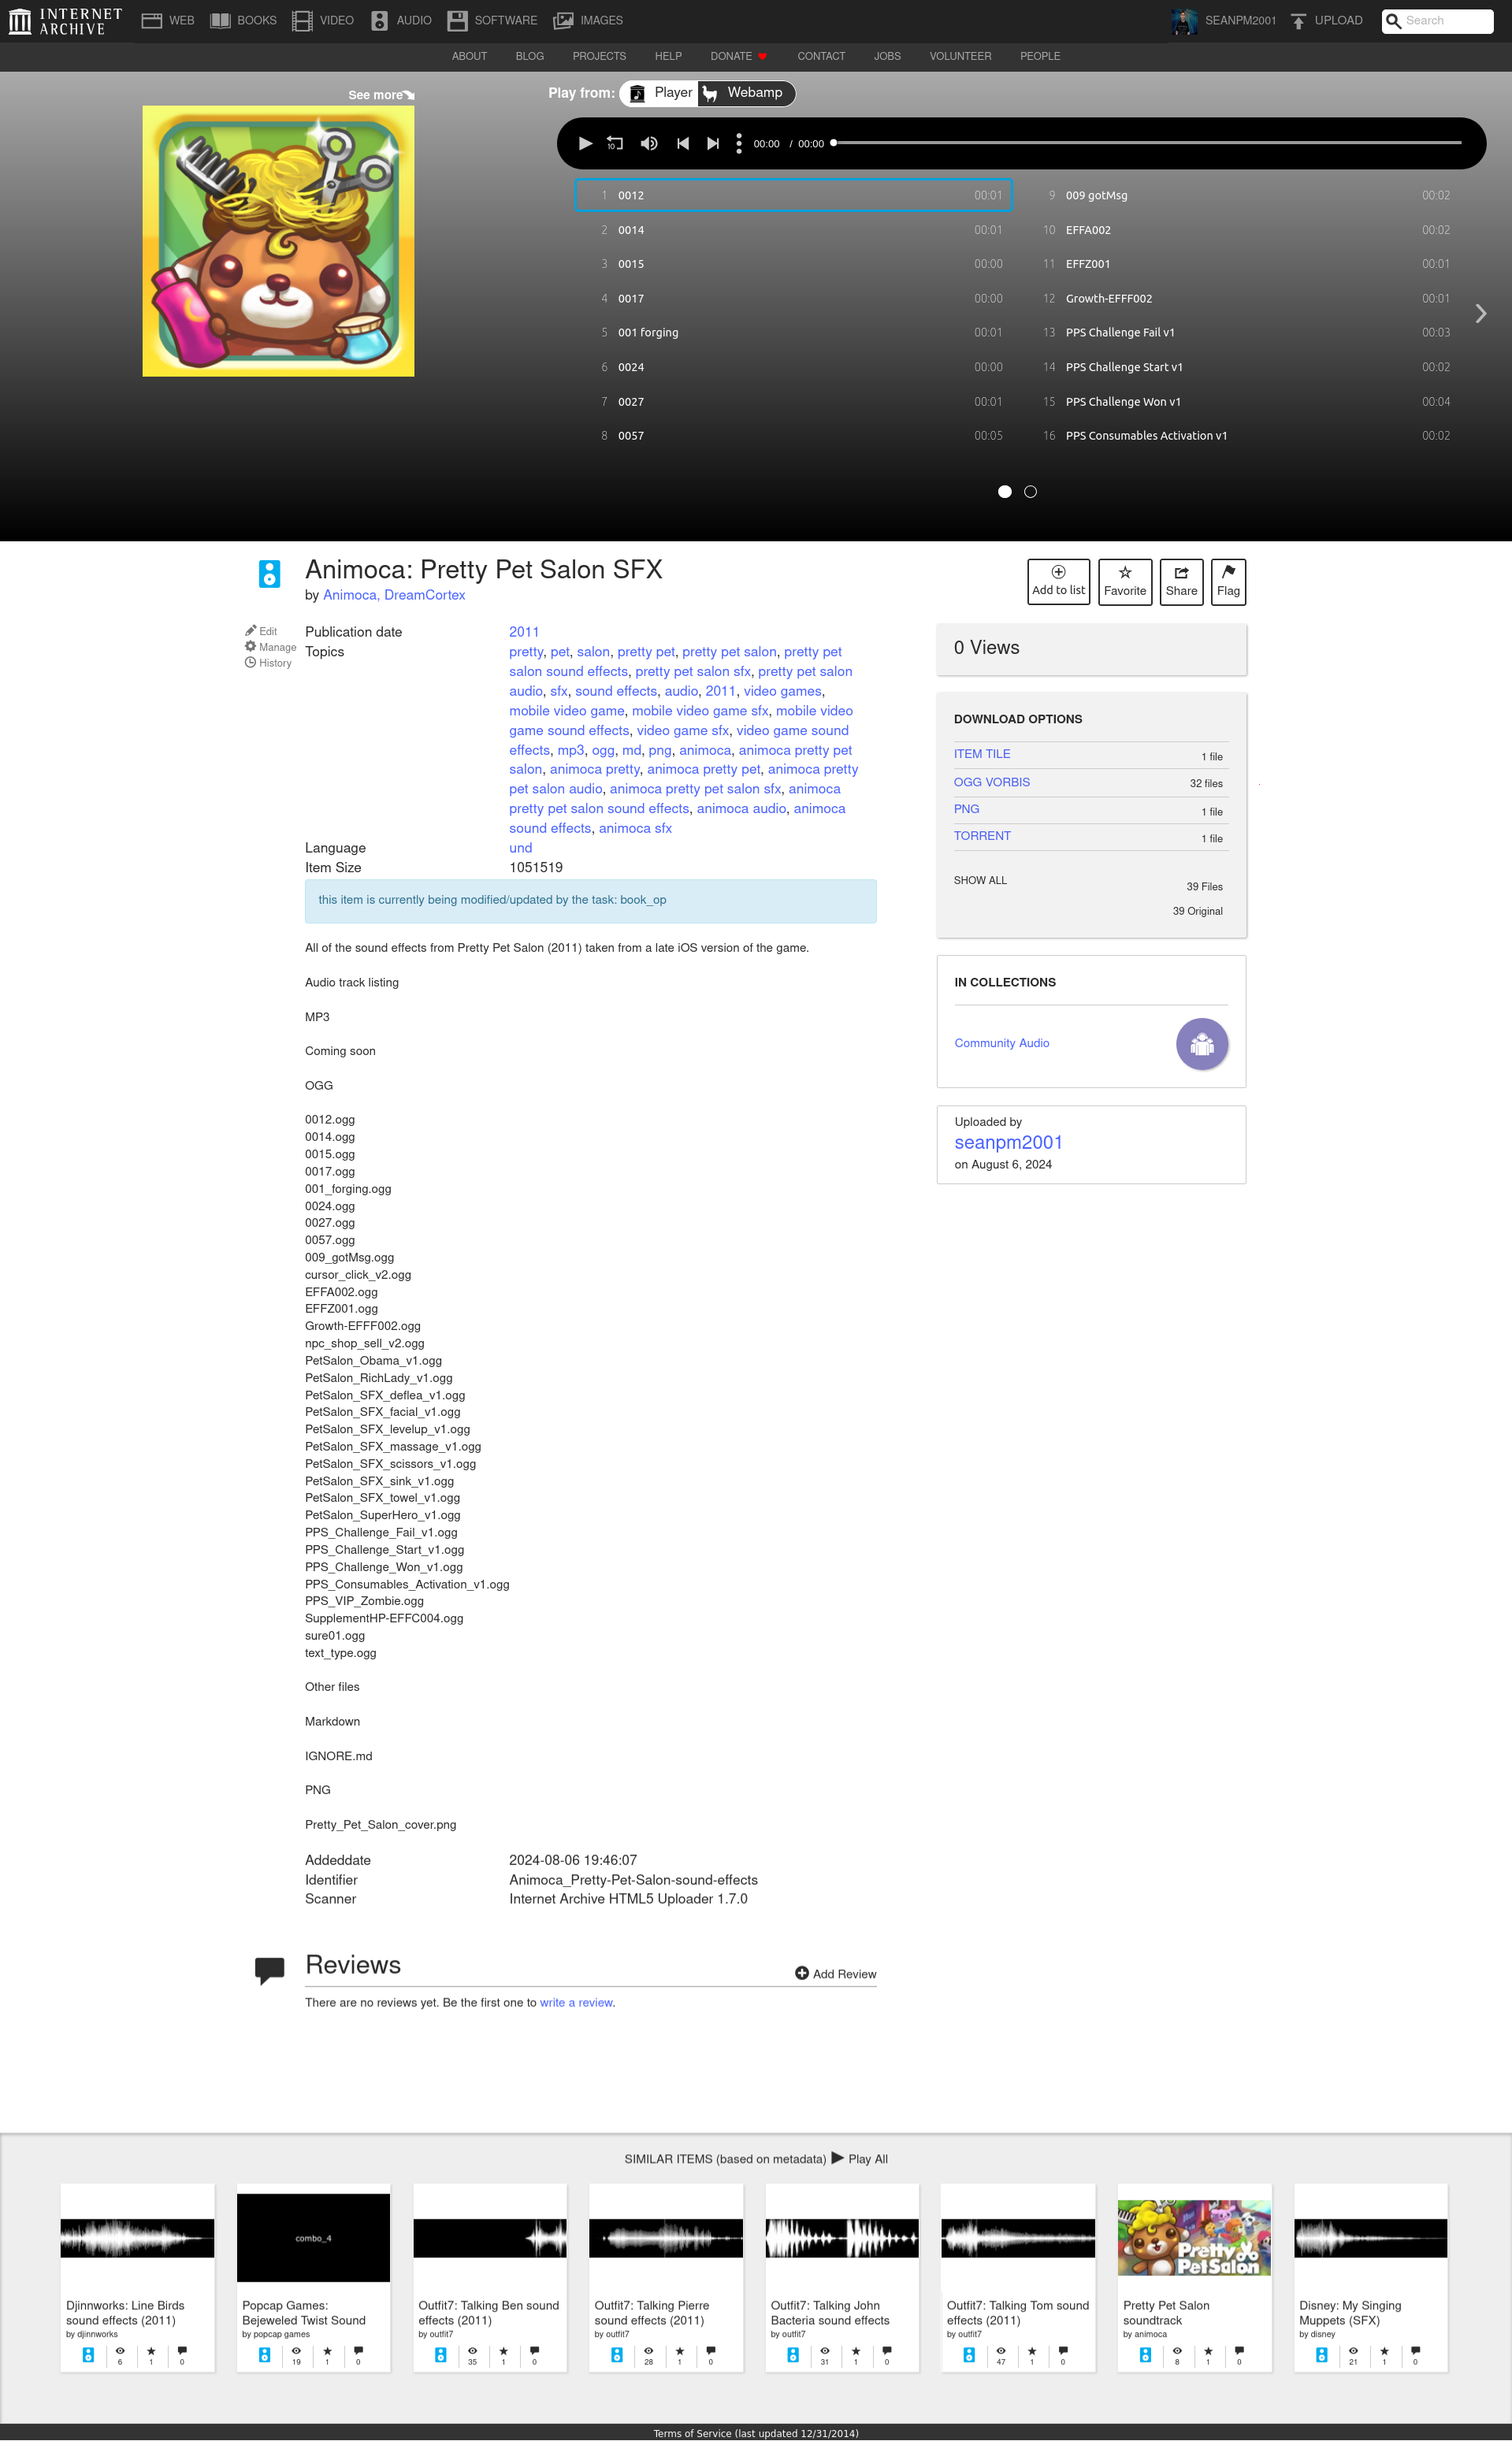 INTERNET ARCHIVE
WEB BOOKS VIDEO AUDIO SOFTWARE IMAGES
SEANPM2001 UPLOAD Search
ABOUT BLOG PROJECTS HELP DONATE CONTACT JOBS VOLUNTEER PEOPLE
See more
Play from: Player Webamp
10 00:00 / 00:00
1 0012 00:01
2 0014 00:01
3 0015 00:00
4 0017 00:00
5 001 forging 00:01
6 0024 00:00
7 0027 00:01
8 0057 00:05
9 009 gotMsg 00:02
10 EFFA002 00:02
11 EFFZ001 00:01
12 Growth-EFFF002 00:01
13 PPS Challenge Fail v1 00:03
14 PPS Challenge Start v1 00:02
15 PPS Challenge Won v1 00:04
16 PPS Consumables Activation v1 00:02
Animoca: Pretty Pet Salon SFX
by Animoca, DreamCortex
Edit
Manage
History
Publication date 2011
Topics pretty, pet, salon, pretty pet, pretty pet salon, pretty pet
salon sound effects, pretty pet salon sfx, pretty pet salon
audio, sfx, sound effects, audio, 2011, video games,
mobile video game, mobile video game sfx, mobile video
game sound effects, video game sfx, video game sound
effects, mp3, ogg, md, png, animoca, animoca pretty pet
salon, animoca pretty, animoca pretty pet, animoca pretty
pet salon audio, animoca pretty pet salon sfx, animoca
pretty pet salon sound effects, animoca audio, animoca
sound effects, animoca sfx
Language und
Item Size 1051519
this item is currently being modified/updated by the task: book_op
All of the sound effects from Pretty Pet Salon (2011) taken from a late iOS version of the game.
Audio track listing
MP3
Coming soon
OGG
0012.ogg
0014.ogg
0015.ogg
0017.ogg
001_forging.ogg
0024.ogg
0027.ogg
0057.ogg
009_gotMsg.ogg
cursor_click_v2.ogg
EFFA002.ogg
EFFZ001.ogg
Growth-EFFF002.ogg
npc_shop_sell_v2.ogg
PetSalon_Obama_v1.ogg
PetSalon_RichLady_v1.ogg
PetSalon_SFX_deflea_v1.ogg
PetSalon_SFX_facial_v1.ogg
PetSalon_SFX_levelup_v1.ogg
PetSalon_SFX_massage_v1.ogg
PetSalon_SFX_scissors_v1.ogg
PetSalon_SFX_sink_v1.ogg
PetSalon_SFX_towel_v1.ogg
PetSalon_SuperHero_v1.ogg
PPS_Challenge_Fail_v1.ogg
PPS_Challenge_Start_v1.ogg
PPS_Challenge_Won_v1.ogg
PPS_Consumables_Activation_v1.ogg
PPS_VIP_Zombie.ogg
SupplementHP-EFFC004.ogg
sure01.ogg
text_type.ogg
Other files
Markdown
IGNORE.md
PNG
Pretty_Pet_Salon_cover.png
Addeddate 2024-08-06 19:46:07
Identifier Animoca_Pretty-Pet-Salon-sound-effects
Scanner Internet Archive HTML5 Uploader 1.7.0
Reviews
Add Review
There are no reviews yet. Be the first one to write a review.
Add to list Favorite Share Flag
0 Views
DOWNLOAD OPTIONS
ITEM TILE 1 file
OGG VORBIS 32 files
PNG 1 file
TORRENT 1 file
SHOW ALL 39 Files
39 Original
IN COLLECTIONS
Community Audio
Uploaded by
seanpm2001
on August 6, 2024
SIMILAR ITEMS (based on metadata) Play All
Djinnworks: Line Birds
sound effects (2011)
by djinnworks
6 1 0
combo_4
Popcap Games:
Bejeweled Twist Sound
by popcap games
19 1 0
Outfit7: Talking Ben sound
effects (2011)
by outfit7
35 1 0
Outfit7: Talking Pierre
sound effects (2011)
by outfit7
28 1 0
Outfit7: Talking John
Bacteria sound effects
by outfit7
31 1 0
Outfit7: Talking Tom sound
effects (2011)
by outfit7
47 1 0
Pretty
Pet Salon
Pretty Pet Salon
soundtrack
by animoca
8 1 0
Disney: My Singing
Muppets (SFX)
by disney
21 1 0
Terms of Service (last updated 12/31/2014)